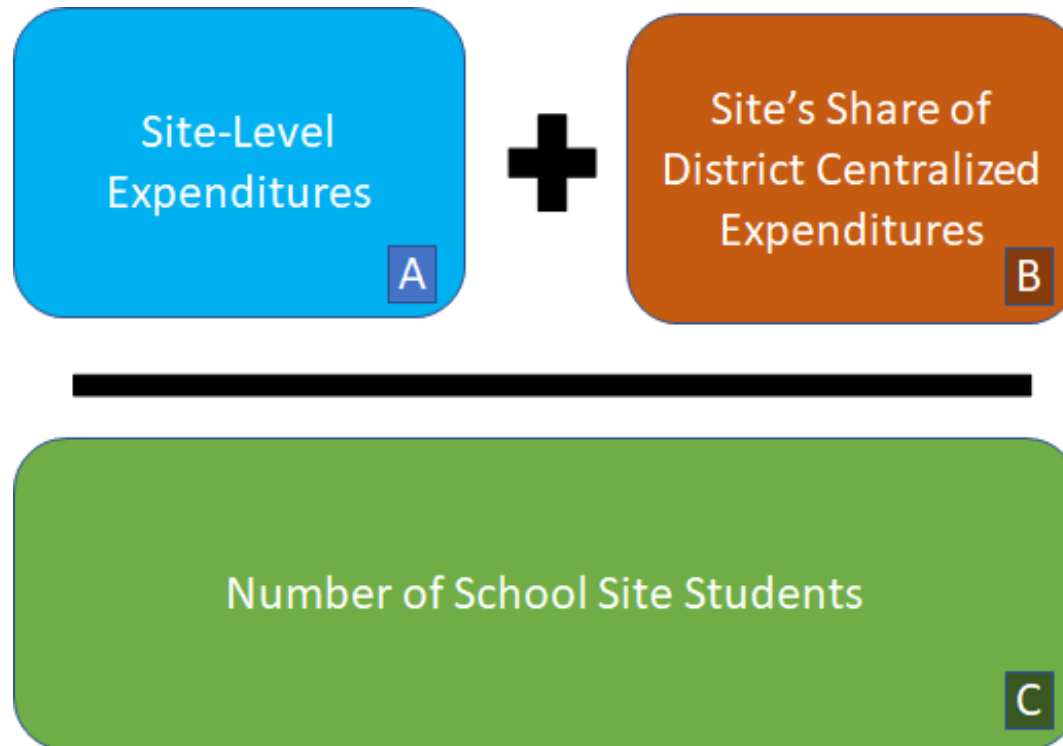 Site-Level
Expenditures
A
Site’s Share of
District Centralized
Expenditures
B
Number of School Site Students
C